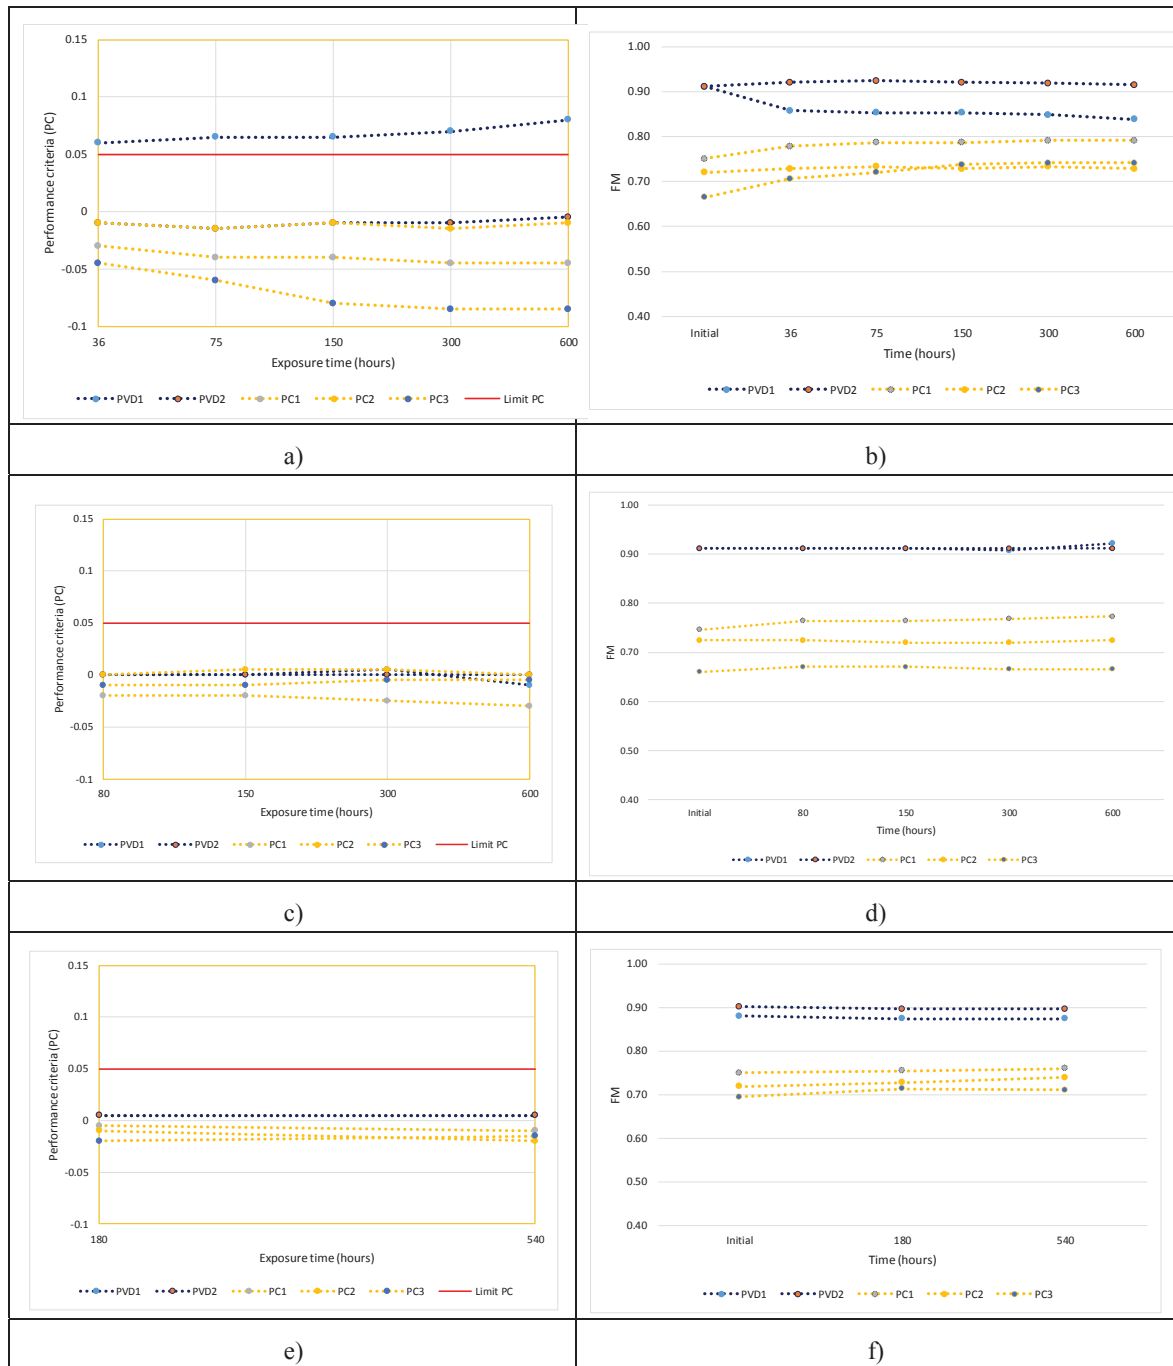 0.15
0.1
0.05
0
-0.05
-0.1
Performance criteria (PC)
36 75 150 300 600
Exposure time (hours)
PVD1 PVD2 PC1 PC2 PC3 Limit PC
1.00
0.90
0.80
0.70
0.60
0.50
0.40
FM
Initial 36 75 150 300 600
Time (hours)
PVD1 PVD2 PC1 PC2 PC3
a) b)
0.15
0.1
0.05
0
-0.05
-0.1
Performance criteria (PC)
80 150 300 600
Exposure time (hours)
PVD1 PVD2 PC1 PC2 PC3 Limit PC
1.00
0.90
0.80
0.70
0.60
0.50
0.40
FM
Initial 80 150 300 600
Time (hours)
PVD1 PVD2 PC1 PC2 PC3
c) d)
0.15
0.1
0.05
0
-0.05
-0.1
Performance criteria (PC)
180 540
Exposure time (hours)
PVD1 PVD2 PC1 PC2 PC3 Limit PC
1.00
0.90
0.80
0.70
0.60
0.50
0.40
FM
Initial 180 540
Time (hours)
PVD1 PVD2 PC1 PC2 PC3
e) f)